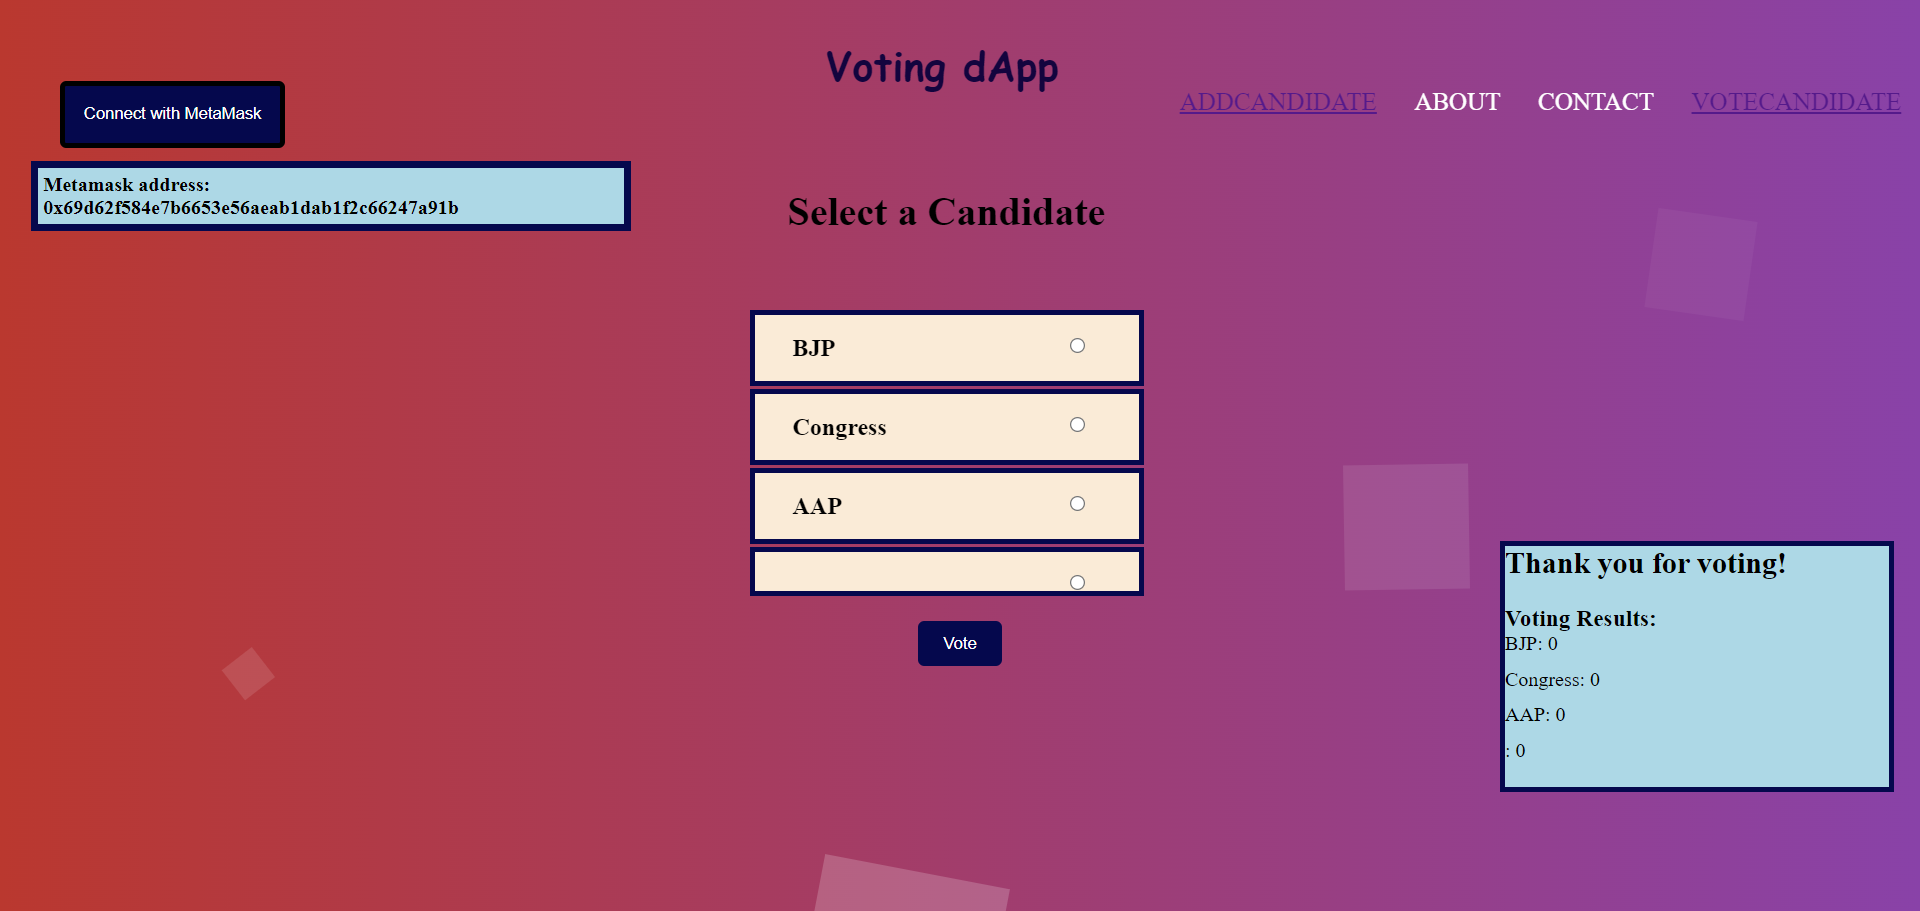 Voting dApp
Connect with MetaMask
ADDCANDIDATE
ABOUT
CONTACT
VOTECANDIDATE
Metamask address:
0x69d62f584e7b6653e56aeab1dab1f2c66247a91b
Select a Candidate
BJP
Congress
AAP
Vote
Thank you for voting!
Voting Results:
BJP: 0
Congress: 0
AAP: 0
: 0